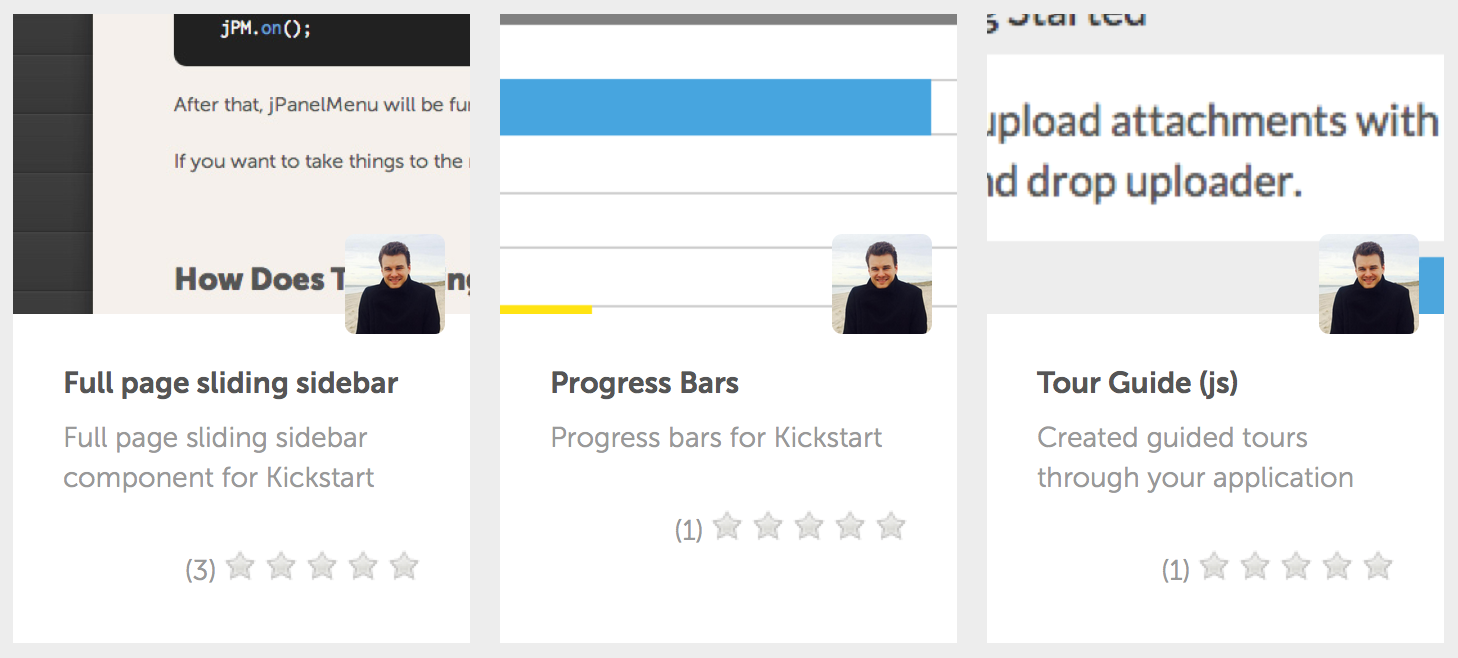 jPM.on();
After that, jPanelMenu will be
If you want to take things to the
How Does
Full page sliding sidebar
Full page sliding sidebar
component for Kickstart
(3)
Progress Bars
Progress bars for Kickstart
(1)
Started
upload attachments with
drop uploader.
Tour Guide (js)
Created guided tours
through your application
(1)